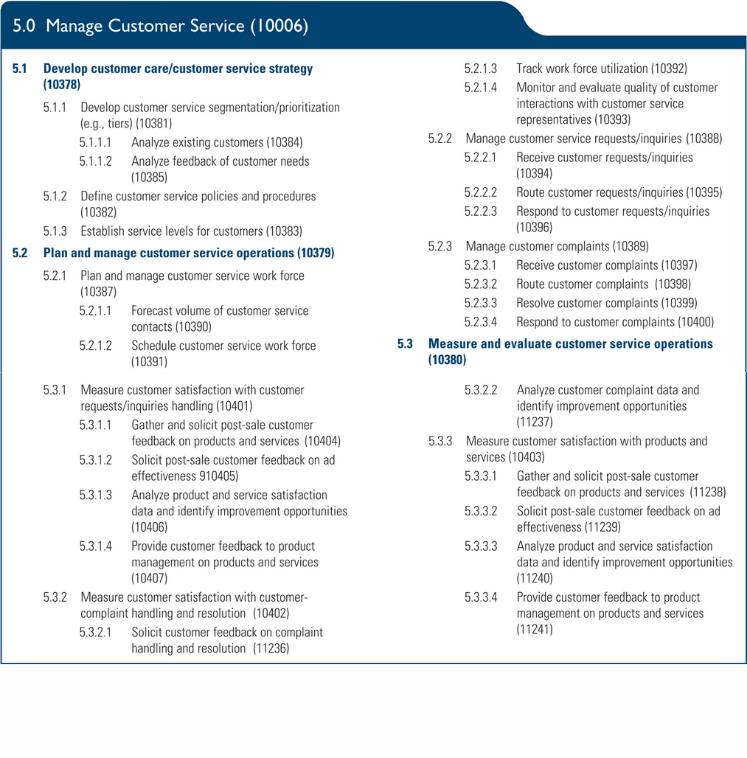 5.0 Manage Customer Service (10006)
5.1 Develop customer care/customer service strategy
(10378)
5.1.1 Develop customer service segmentation/prioritization
(e.g., tiers) (10381)
5.1.1.1 Analyze existing customers (10384)
5.1.1.2 Analyze feedback of customer needs
(10385)
5.1.2 Define customer service policies and procedures
(10382)
5.1.3 Establish service levels for customers (10383)
5.2 Plan and manage customer service operations (10379)
5.2.1 Plan and manage customer service work force
(10387)
5.2.1.1 Forecast volume of customer service
contacts (10390)
5.2.1.2 Schedule customer service work force
(10391)
5.2.1.3 Track work force utilization (10392)
5.2.1.4 Monitor and evaluate quality of customer
interactions with customer service
representatives (10393)
5.2.2 Manage customer service requests/inquiries (10388)
5.2.2.1 Receive customer requests/inquiries
(10394)
5.2.2.2 Route customer requests/inquiries (10395)
5.2.2.3 Respond to customer requests/inquiries
(10396)
5.2.3 Manage customer complaints (10389)
5.2.3.1 Receive customer complaints (10397)
5.2.3.2 Route customer complaints (10398)
5.2.3.3 Resolve customer complaints (10399)
5.2.3.4 Respond to customer complaints (10400)
5.3 Measure and evaluate customer service operations
(10380)
5.3.1 Measure customer satisfaction with customer
requests/inquiries handling (10401)
5.3.1.1 Gather and solicit post-sale customer
feedback on products and services (10404)
5.3.1.2 Solicit post-sale customer feedback on ad
effectiveness 910405)
5.3.1.3 Analyze product and service satisfaction
data and identify improvement opportunities
(10406)
5.3.1.4 Provide customer feedback to product
management on products and services
(10407)
5.3.2 Measure customer satisfaction with customer-
complaint handling and resolution (10402)
5.3.2.1 Solicit customer feedback on complaint
handling and resolution (11236)
5.3.2.2 Analyze customer complaint data and
identify improvement opportunities
(11237)
5.3.3 Measure customer satisfaction with products and
services (10403)
5.3.3.1 Gather and solicit post-sale customer
feedback on products and services (11238)
5.3.3.2 Solicit post-sale customer feedback on ad
effectiveness (11239)
5.3.3.3 Analyze product and service satisfaction
data and identify improvement opportunities
(11240)
5.3.3.4 Provide customer feedback to product
management on products and services
(11241)